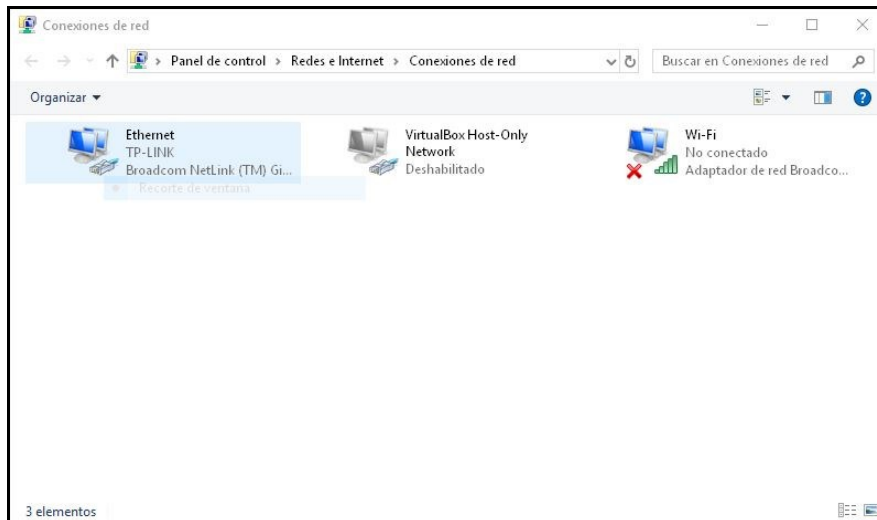 Conexiones de red
Panel de control > Redes e Internet > Conexiones de red
Buscar en Conexiones de red
Organizar
Ethernet
TP-LINK
Broadcom NetLink (TM) Gi...
Recorte de ventana
VirtualBox Host-Only
Network
Deshabilitado
Wi-Fi
No conectado
Adaptador de red Broadco...
3 elementos